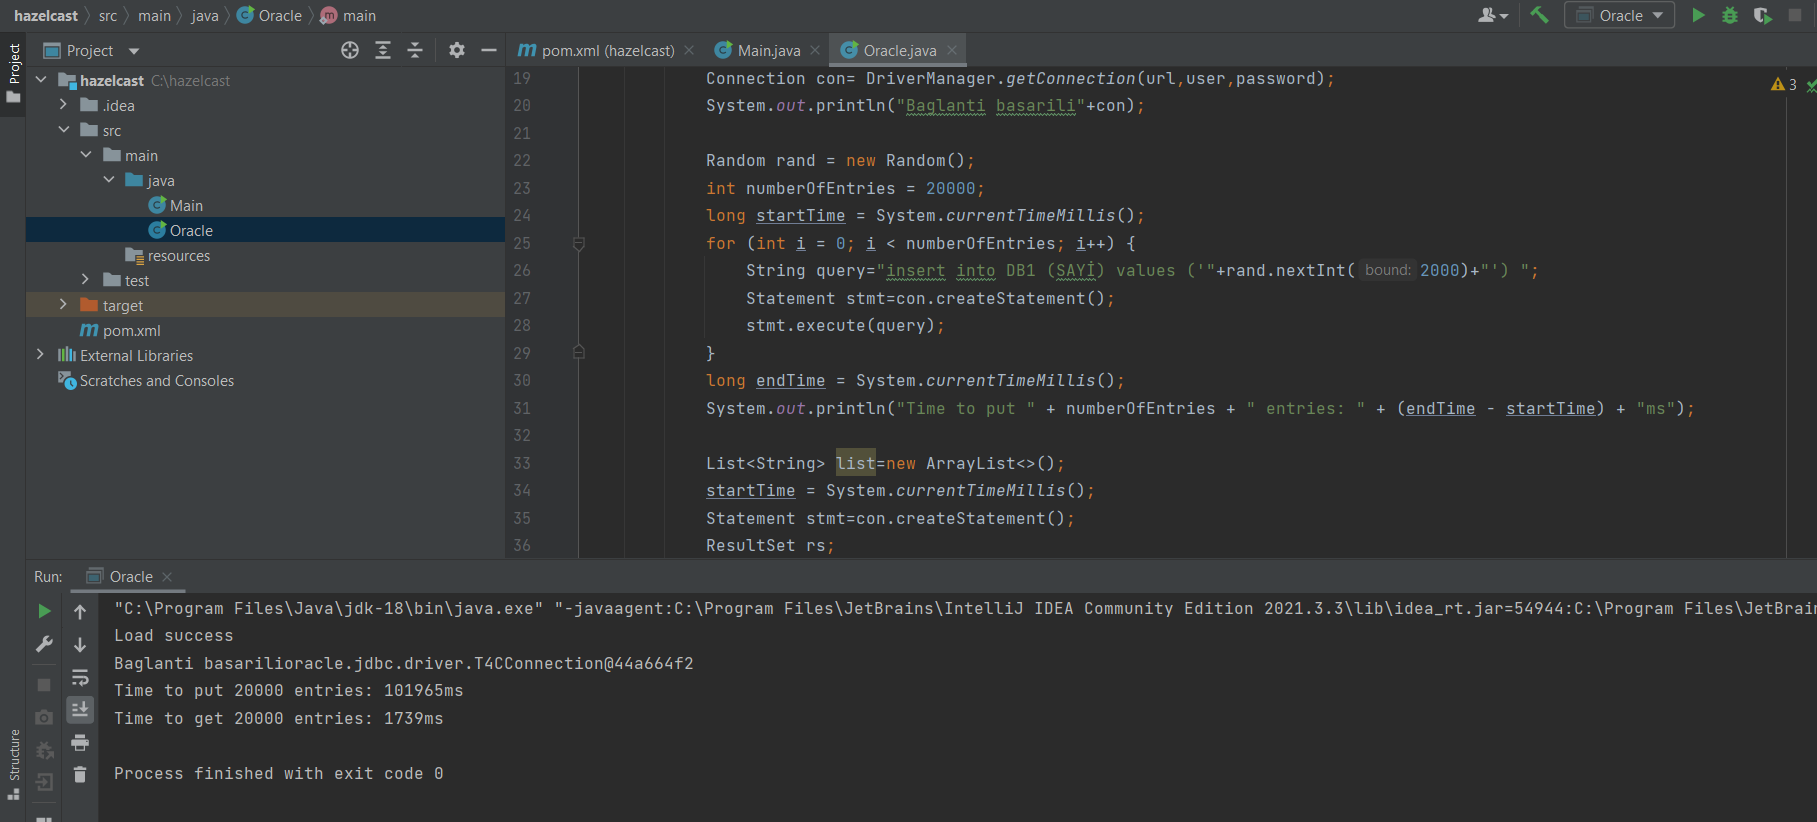 hazelcast src main java Oracle main Oracle
Project
pom.xml (hazelcast) Main.java Oracle.java
Project
hazelcast C:\hazelcast
.idea
src
main
java
Main
Oracle
resources
test
target
pom.xml
External Libraries
Scratches and Consoles
3
19 Connection con= DriverManager.getConnection(url,user,password);
20 System.out.println("Baglanti basarili"+con);
21
22 Random rand = new Random();
23 int numberOfEntries = 20000;
24 long startTime = System.currentTimeMillis();
25 for (int i = 0; i < numberOfEntries; i++) {
26 String query="insert into DB1 (SAYİ) values ('"+rand.nextInt( bound: 2000)+"') ";
27 Statement stmt=con.createStatement();
28 stmt.execute(query);
29 }
30 long endTime = System.currentTimeMillis();
31 System.out.println("Time to put " + numberOfEntries + " entries: " + (endTime - startTime) + "ms");
32
33 List<String> list=new ArrayList<>();
34 startTime = System.currentTimeMillis();
35 Statement stmt=con.createStatement();
36 ResultSet rs;
Run: Oracle
"C:\Program Files\Java\jdk-18\bin\java.exe" "-javaagent:C:\Program Files\JetBrains\IntelliJ IDEA Community Edition 2021.3.3\lib\idea_rt.jar=54944:C:\Program Files\JetBrain
Load success
Baglanti basarilioracle.jdbc.driver.T4CConnection@44a664f2
Time to put 20000 entries: 101965ms
Time to get 20000 entries: 1739ms
Process finished with exit code 0
Structure